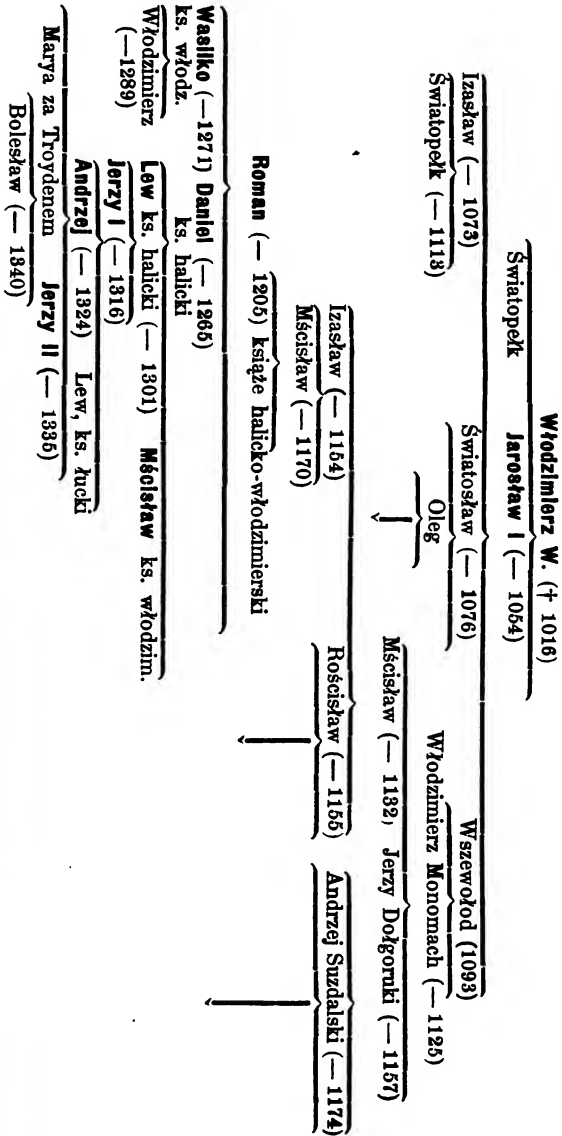 Włodzimierz W. († 1016)
Światopełk Jarosław I (— 1054)
Izasław (— 1073) Światosław (— 1076) Wszewołod (1093)
Światopełk (— 1113) Oleg Włodzimierz Monomach (— 1125)
Mścisław (— 1132) Jerzy Dołgoruki (— 1157)
Izasław (— 1154) Rościsław (— 1155) Andrzej Suzdalski (— 1174)
Mścisław (— 1170)
Roman (— 1205) książe halicko-włodzimierski
Wasilko (— 1271) Daniel (— 1265)
ks. włodz. ks. halicki
Włodzimierz Lew ks. halicki (— 1301) Mścisław ks. włodzim.
(—1289) Jerzy I (— 1316)
Andrzej (— 1324) Lew, ks. łucki
Marya za Troydenem Jerzy II (— 1335)
Bolesław (— 1340)